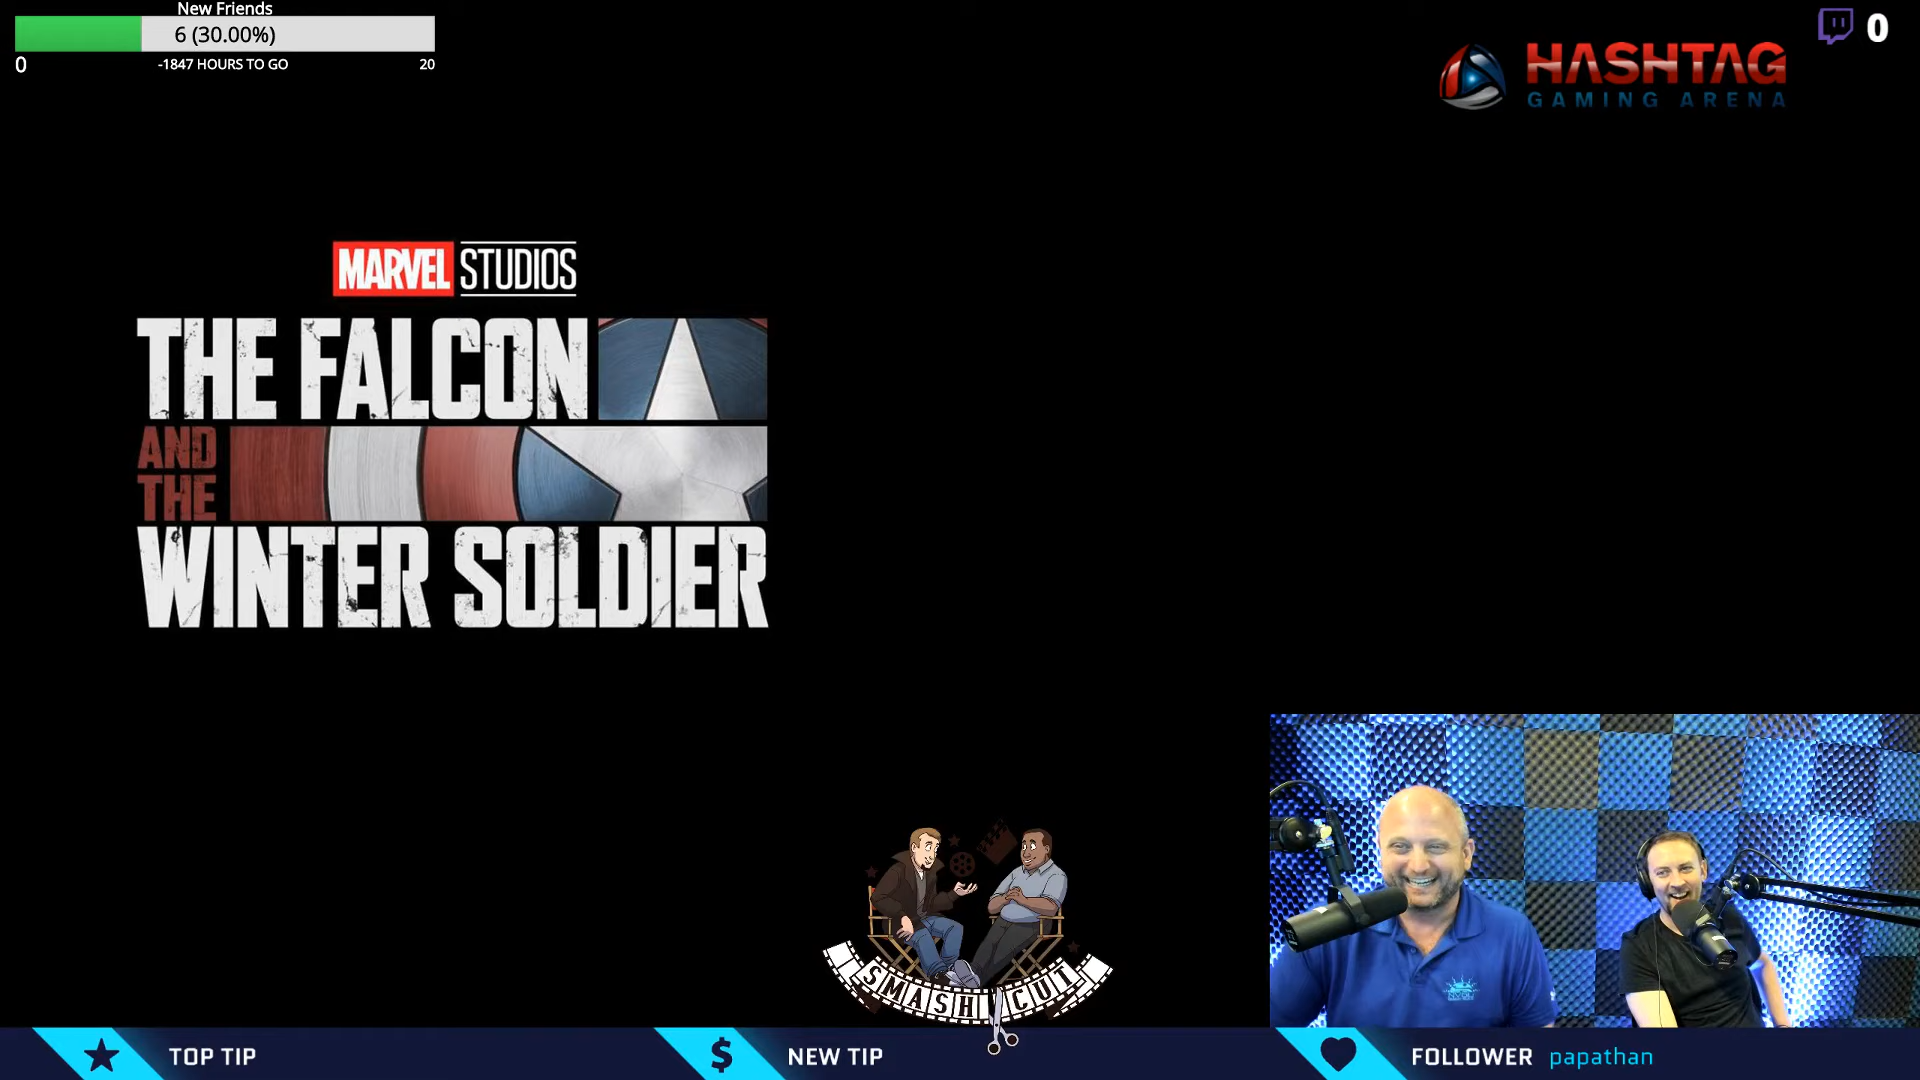 New Friends
6 (30.00%)
0
-1847 HOURS TO GO
20
0
HASHTAG
GAMING ARENA
MARVEL STUDIOS
THE FALCON
AND
THE
WINTER SOLDIER
SMASH CUT
TOP TIP
NEW TIP
FOLLOWER papathan